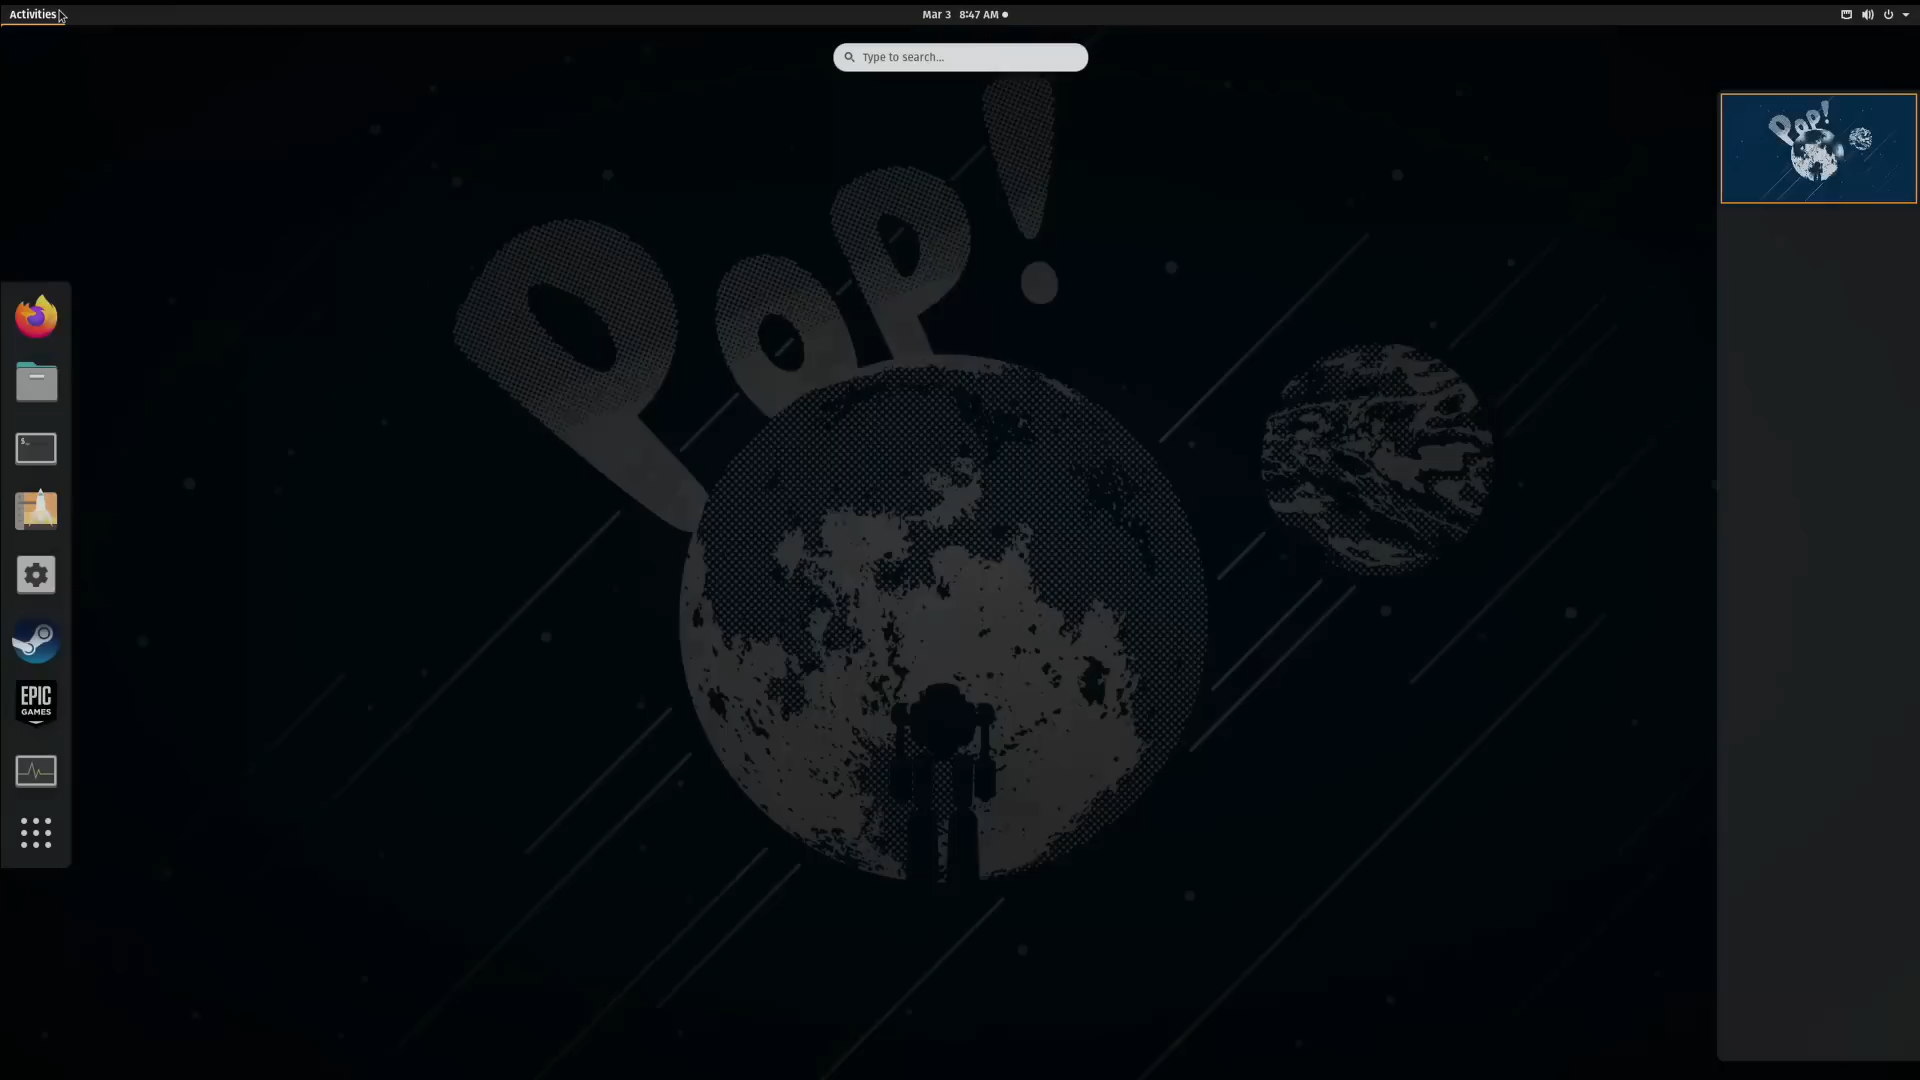 Activities
Mar 3 8:47 AM
Type to search...
POP!
POP!
$_
EPIC
GAMES